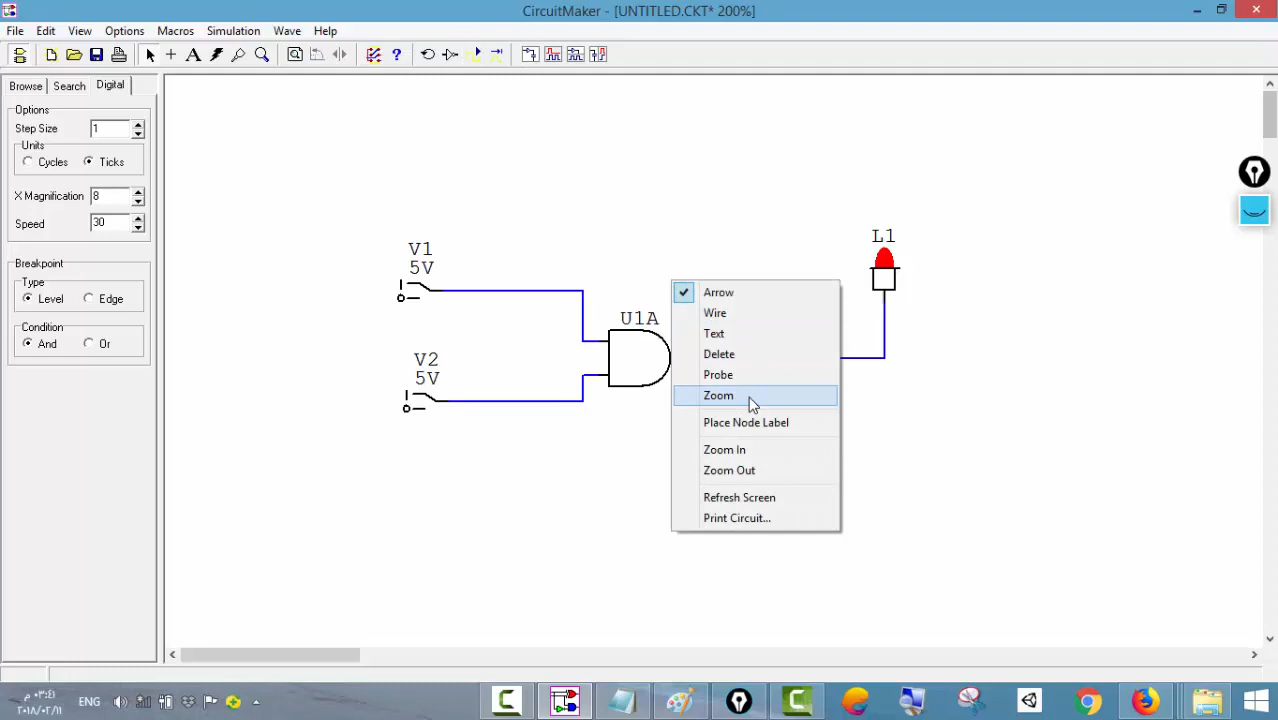 CircuitMaker - [UNTITLED.CKT* 200%]
File Edit View Options Macros Simulation Wave Help
Browse Search Digital
Options
Step Size 1
Units
Cycles Ticks
X Magnification 8
Speed 30
Breakpoint
Type
Level Edge
Condition
And Or
V1
5V
V2
5V
U1A
L1
Arrow
Wire
Text
Delete
Probe
Zoom
Place Node Label
Zoom In
Zoom Out
Refresh Screen
Print Circuit...
ENG